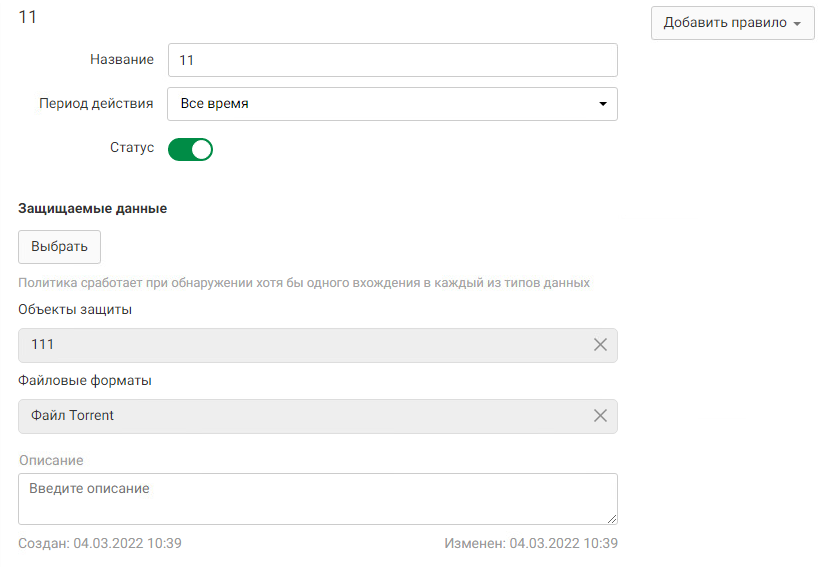 11
Добавить правило
Название
11
Период действия
Все время
Статус
Защищаемые данные
Выбрать
Политика сработает при обнаружении хотя бы одного вхождения в каждый из типов данных
Объекты защиты
111
Файловые форматы
Файл Torrent
Описание
Введите описание
Создан: 04.03.2022 10:39
Изменен: 04.03.2022 10:39